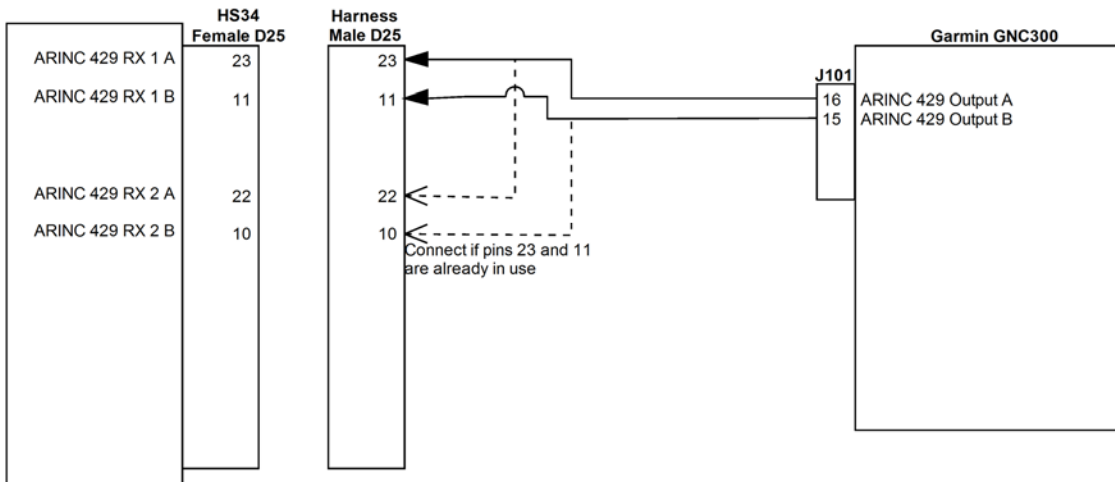 HS34
Female D25
Harness
Male D25
Garmin GNC300
ARINC 429 RX 1 A
23
23
J101
ARINC 429 RX 1 B
11
11
16
ARINC 429 Output A
15
ARINC 429 Output B
ARINC 429 RX 2 A
22
22
ARINC 429 RX 2 B
10
10
Connect if pins 23 and 11
are already in use